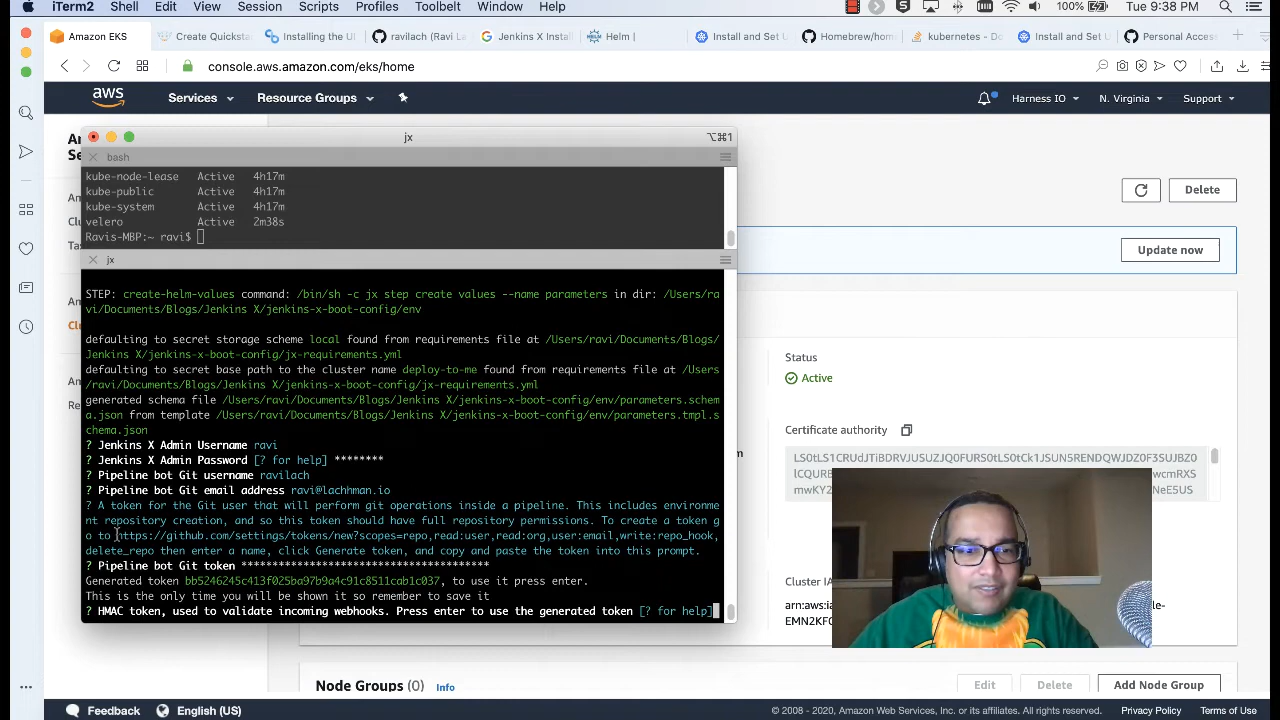 iTerm2 Shell Edit View Session Scripts Profiles Toolbelt Window Help 100% Tue 9:38 PM
Amazon EKS Create Quicksta Installing the U ravilach (Ravi La Jenkins X Instal Helm | Install and Set U Homebrew/home kubernetes - Do Install and Set U Personal Acces
console.aws.amazon.com/eks/home
aws Services Resource Groups Harness IO N. Virginia Support
jx ⌥⌘1
bash
kube-node-lease Active 4h17m
kube-public Active 4h17m
kube-system Active 4h17m
velero Active 2m38s
Ravis-MBP:~ ravi$
jx
STEP: create-helm-values command: /bin/sh -c jx step create values --name parameters in dir: /Users/ra
vi/Documents/Blogs/Jenkins X/jenkins-x-boot-config/env
defaulting to secret storage scheme local found from requirements file at /Users/ravi/Documents/Blogs/
Jenkins X/jenkins-x-boot-config/jx-requirements.yml
defaulting to secret base path to the cluster name deploy-to-me found from requirements file at /Users
/ravi/Documents/Blogs/Jenkins X/jenkins-x-boot-config/jx-requirements.yml
generated schema file /Users/ravi/Documents/Blogs/Jenkins X/jenkins-x-boot-config/env/parameters.schem
a.json from template /Users/ravi/Documents/Blogs/Jenkins X/jenkins-x-boot-config/env/parameters.tmpl.s
chema.json
? Jenkins X Admin Username ravi
? Jenkins X Admin Password [? for help] ********
? Pipeline bot Git username ravilach
? Pipeline bot Git email address ravi@lachhman.io
? A token for the Git user that will perform git operations inside a pipeline. This includes environme
nt repository creation, and so this token should have full repository permissions. To create a token g
o to https://github.com/settings/tokens/new?scopes=repo,read:user,read:org,user:email,write:repo_hook,
delete_repo then enter a name, click Generate token, and copy and paste the token into this prompt.
? Pipeline bot Git token ****************************************
Generated token bb5246245c413f025ba97b9a4c91c8511cab1c037, to use it press enter.
This is the only time you will be shown it so remember to save it
? HMAC token, used to validate incoming webhooks. Press enter to use the generated token [? for help]
Delete
Update now
Status
Active
Certificate authority
LS0tLS1CRUdJTiBDRVJUSUZJQ0FURS0tLS0tCk1JSUN5RENDQWJDZ0F3SUJBZ0
Cluster IA
arn:aws:ia
EMN2KFC
Node Groups (0) Info Edit Delete Add Node Group
Feedback English (US) © 2008 - 2020, Amazon Web Services, Inc. or its affiliates. All rights reserved. Privacy Policy Terms of Use